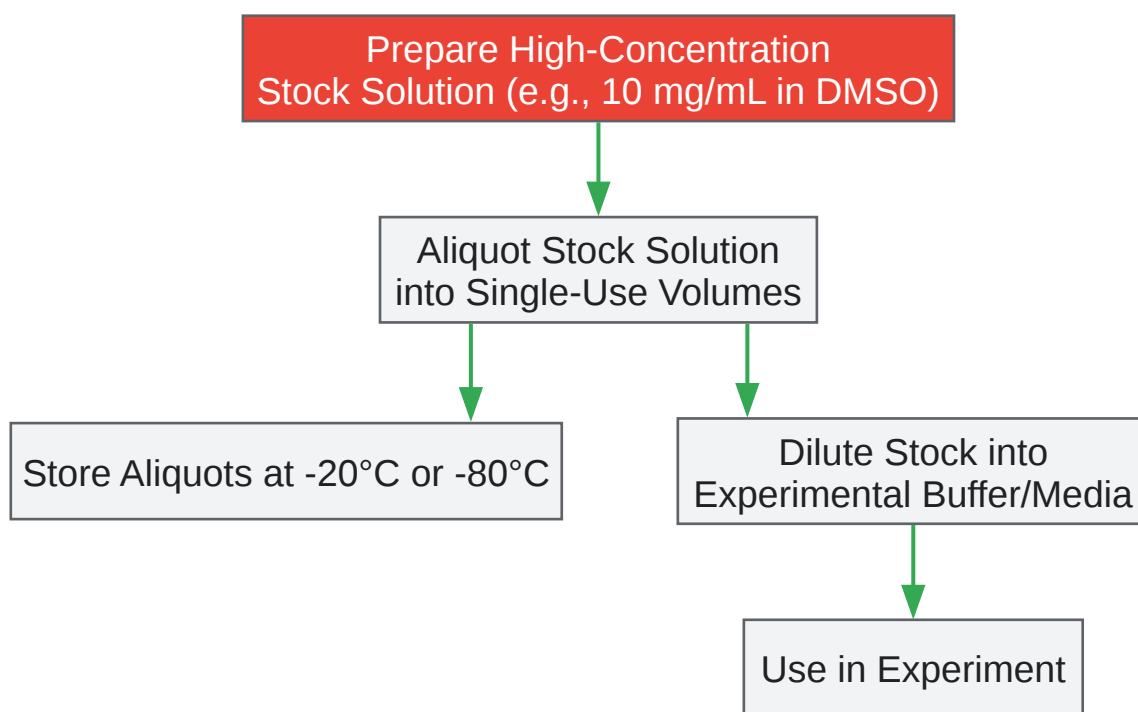 Prepare High-Concentration
Stock Solution (e.g., 10 mg/mL in DMSO)
Aliquot Stock Solution
into Single-Use Volumes
Store Aliquots at -20°C or -80°C
Dilute Stock into
Experimental Buffer/Media
Use in Experiment